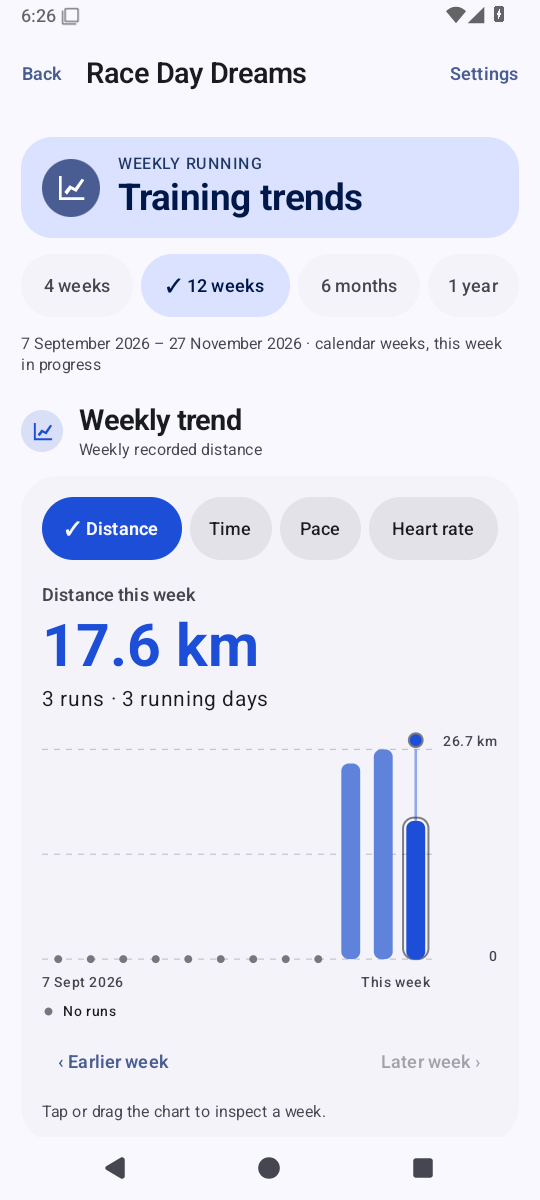 6:26
Back
Race Day Dreams
Settings
WEEKLY RUNNING
Training trends
4 weeks
✓ 12 weeks
6 months
1 year
7 September 2026 – 27 November 2026 · calendar weeks, this week
in progress
Weekly trend
Weekly recorded distance
✓ Distance
Time
Pace
Heart rate
Distance this week
17.6 km
3 runs · 3 running days
26.7 km
0
7 Sept 2026
This week
No runs
‹ Earlier week
Later week ›
Tap or drag the chart to inspect a week.